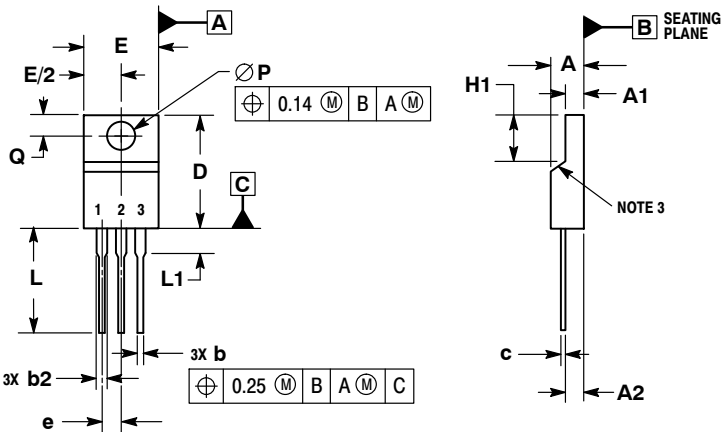 A
E
B SEATING
PLANE
E/2
∅ P
A
H1
⌖ 0.14 Ⓜ B A Ⓜ
A1
Q
D
C
1 2 3
NOTE 3
L
L1
3X b
c
3X b2
⌖ 0.25 Ⓜ B A Ⓜ C
A2
e